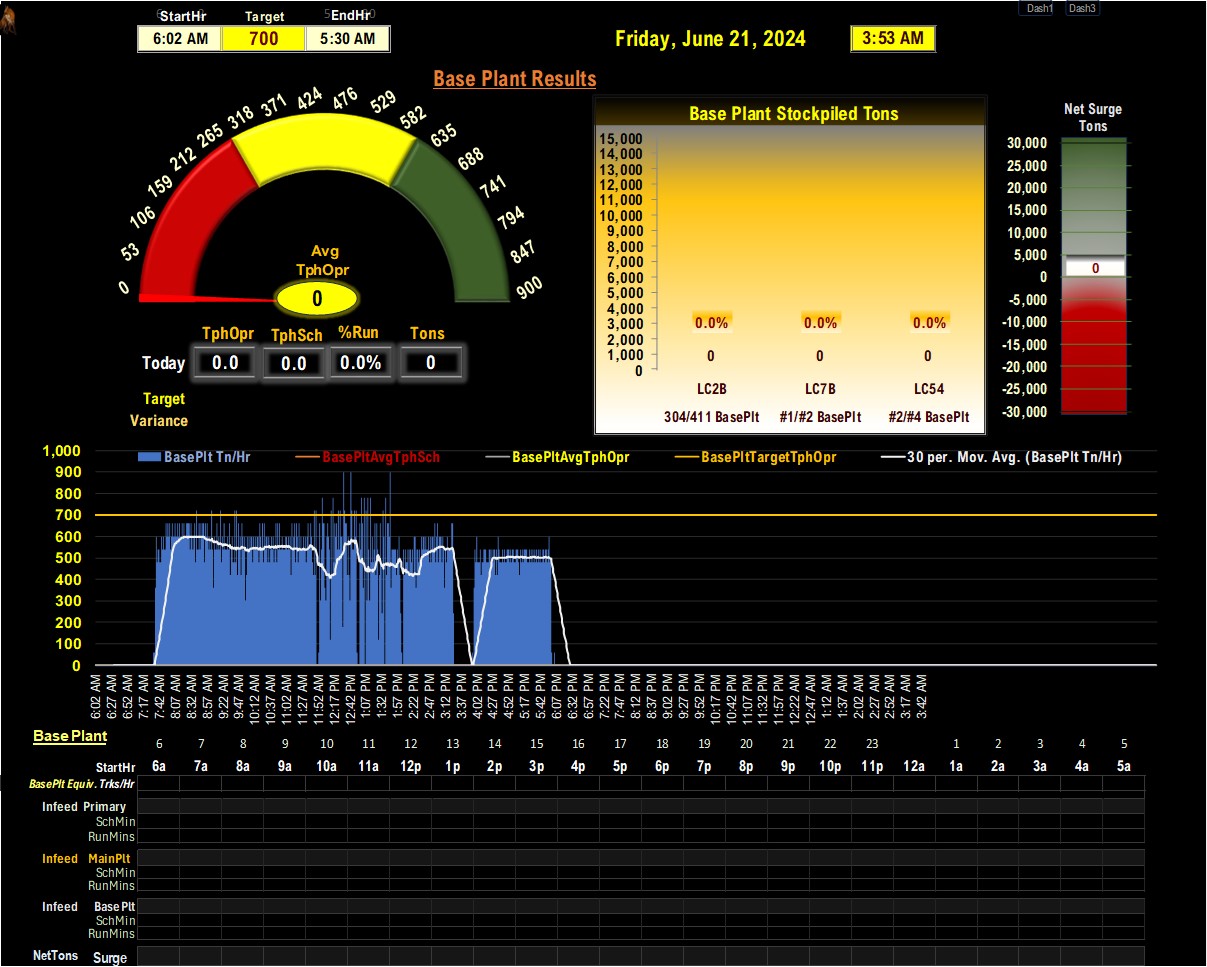 StartHr Target EndHr Dash1 Dash3
6:02 AM 700 5:30 AM Friday, June 21, 2024 3:53 AM
Base Plant Results
0 53 106 159 212 265 318 371 424 476 529 582 635 688 741 794 847 900
Avg
TphOpr
0
TphOpr TphSch %Run Tons
Today 0.0 0.0 0.0% 0
Target
Variance
Base Plant Stockpiled Tons
15,000
14,000
13,000
12,000
11,000
10,000
9,000
8,000
7,000
6,000
5,000
4,000
3,000
2,000
1,000
0
0.0% 0.0% 0.0%
0 0 0
LC2B LC7B LC54
304/411 BasePlt #1/#2 BasePlt #2/#4 BasePlt
Net Surge
Tons
30,000
25,000
20,000
15,000
10,000
5,000
0
-5,000
-10,000
-15,000
-20,000
-25,000
-30,000
0
BasePlt Tn/Hr BasePltAvgTphSch BasePltAvgTphOpr BasePltTargetTphOpr 30 per. Mov. Avg. (BasePlt Tn/Hr)
1,000
900
800
700
600
500
400
300
200
100
0
6:02 AM 6:27 AM 6:52 AM 7:17 AM 7:42 AM 8:07 AM 8:32 AM 8:57 AM 9:22 AM 9:47 AM 10:12 AM 10:37 AM 11:02 AM 11:27 AM 11:52 AM 12:17 PM 12:42 PM 1:07 PM 1:32 PM 1:57 PM 2:22 PM 2:47 PM 3:12 PM 3:37 PM 4:02 PM 4:27 PM 4:52 PM 5:17 PM 5:42 PM 6:07 PM 6:32 PM 6:57 PM 7:22 PM 7:47 PM 8:12 PM 8:37 PM 9:02 PM 9:27 PM 9:52 PM 10:17 PM 10:42 PM 11:07 PM 11:32 PM 11:57 PM 12:22 AM 12:47 AM 1:12 AM 1:37 AM 2:02 AM 2:27 AM 2:52 AM 3:17 AM 3:42 AM
Base Plant
6 7 8 9 10 11 12 13 14 15 16 17 18 19 20 21 22 23 1 2 3 4 5
StartHr 6a 7a 8a 9a 10a 11a 12p 1p 2p 3p 4p 5p 6p 7p 8p 9p 10p 11p 12a 1a 2a 3a 4a 5a
BasePlt Equiv. Trks/Hr
Infeed Primary
SchMin
RunMins
Infeed MainPlt
SchMin
RunMins
Infeed Base Plt
SchMin
RunMins
NetTons Surge